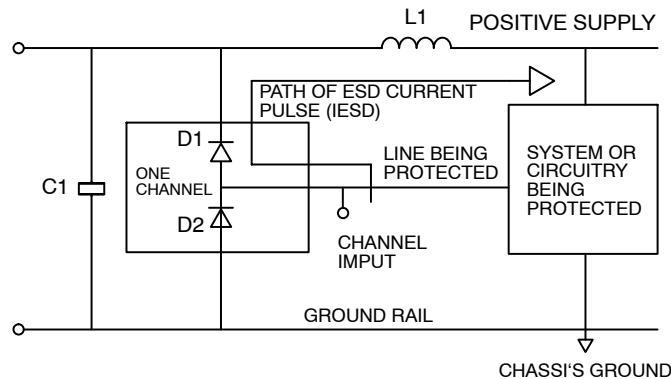 L1
POSITIVE SUPPLY
PATH OF ESD CURRENT
PULSE (IESD)
D1
ONE
CHANNEL
D2
C1
LINE BEING
PROTECTED
SYSTEM OR
CIRCUITRY
BEING
PROTECTED
CHANNEL
IMPUT
GROUND RAIL
CHASSI‘S GROUND